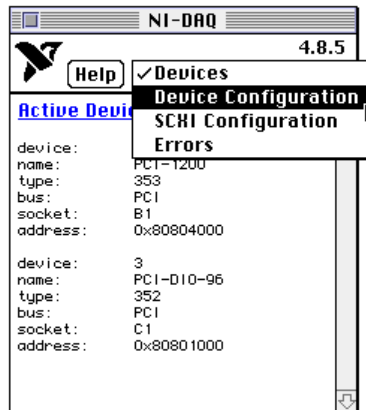 NI-DAQ
4.8.5
Help
✓Devices
Device Configuration
SCXI Configuration
Errors
Active
device:
name: PCI-1200
type: 353
bus: PCI
socket: B1
address: 0x80804000
device: 3
name: PCI-DIO-96
type: 352
bus: PCI
socket: C1
address: 0x80801000